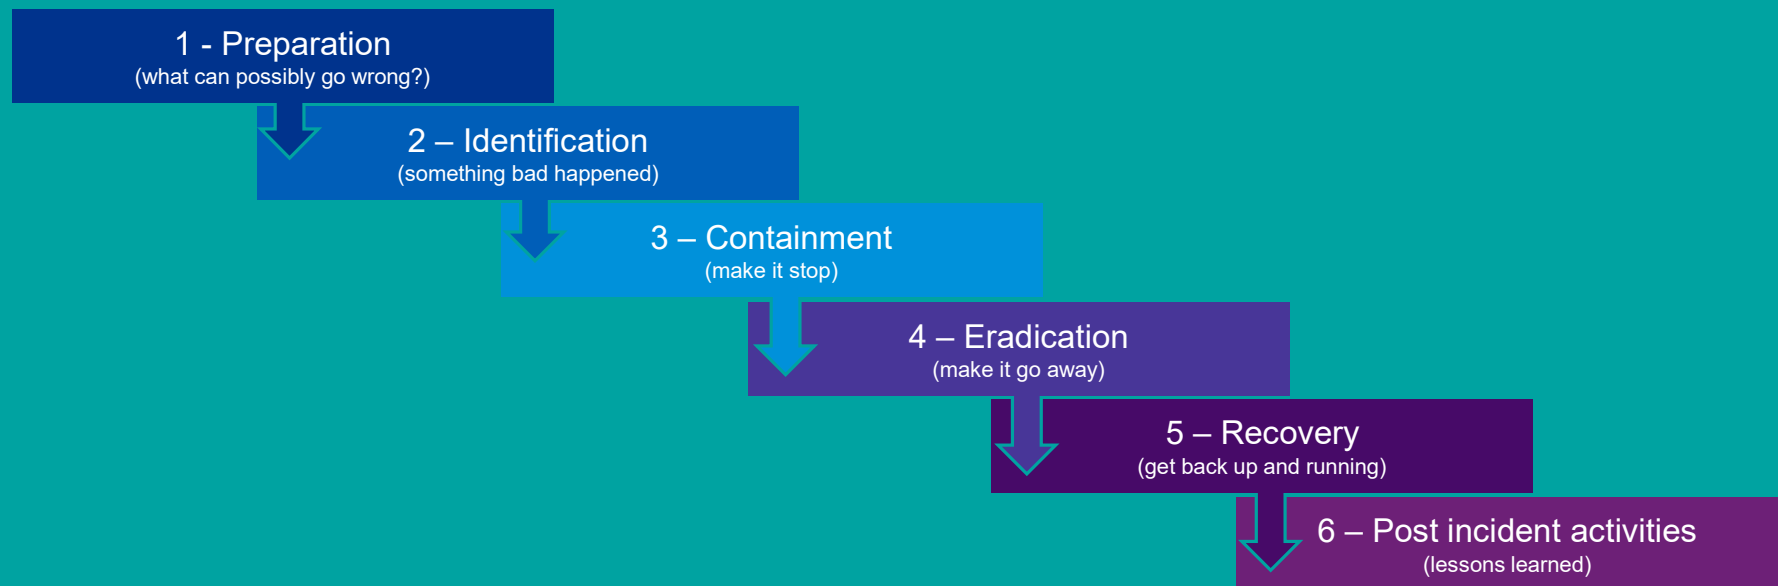 1 - Preparation
(what can possibly go wrong?)
2 – Identification
(something bad happened)
3 – Containment
(make it stop)
4 – Eradication
(make it go away)
5 – Recovery
(get back up and running)
6 – Post incident activities
(lessons learned)